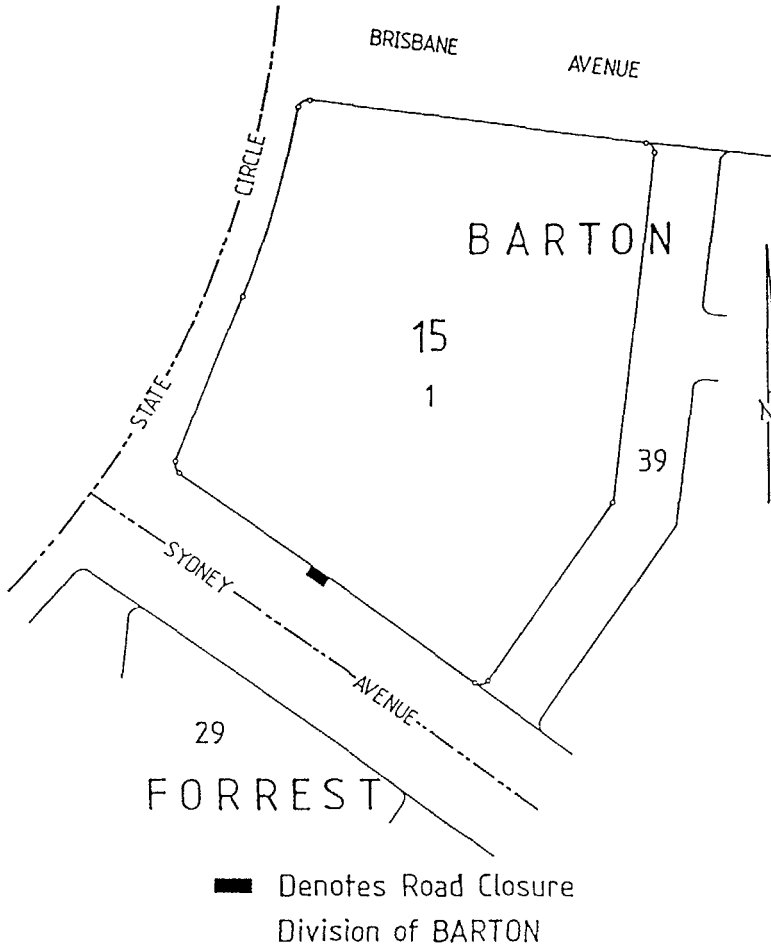 BRISBANE AVENUE
CIRCLE
BARTON
15
1
STATE
39
N
SYDNEY
AVENUE
29
FORREST
Denotes Road Closure
Division of BARTON